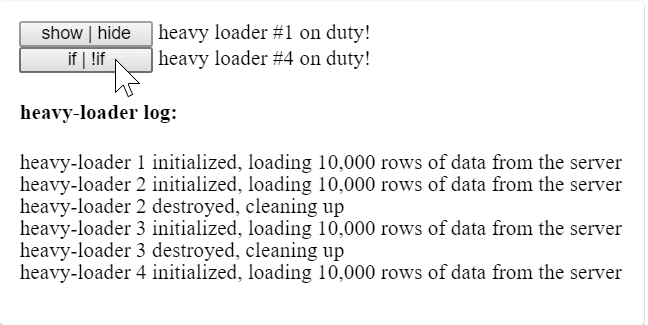 show | hide heavy loader #1 on duty!
if | !if heavy loader #4 on duty!
heavy-loader log:
heavy-loader 1 initialized, loading 10,000 rows of data from the server
heavy-loader 2 initialized, loading 10,000 rows of data from the server
heavy-loader 2 destroyed, cleaning up
heavy-loader 3 initialized, loading 10,000 rows of data from the server
heavy-loader 3 destroyed, cleaning up
heavy-loader 4 initialized, loading 10,000 rows of data from the server